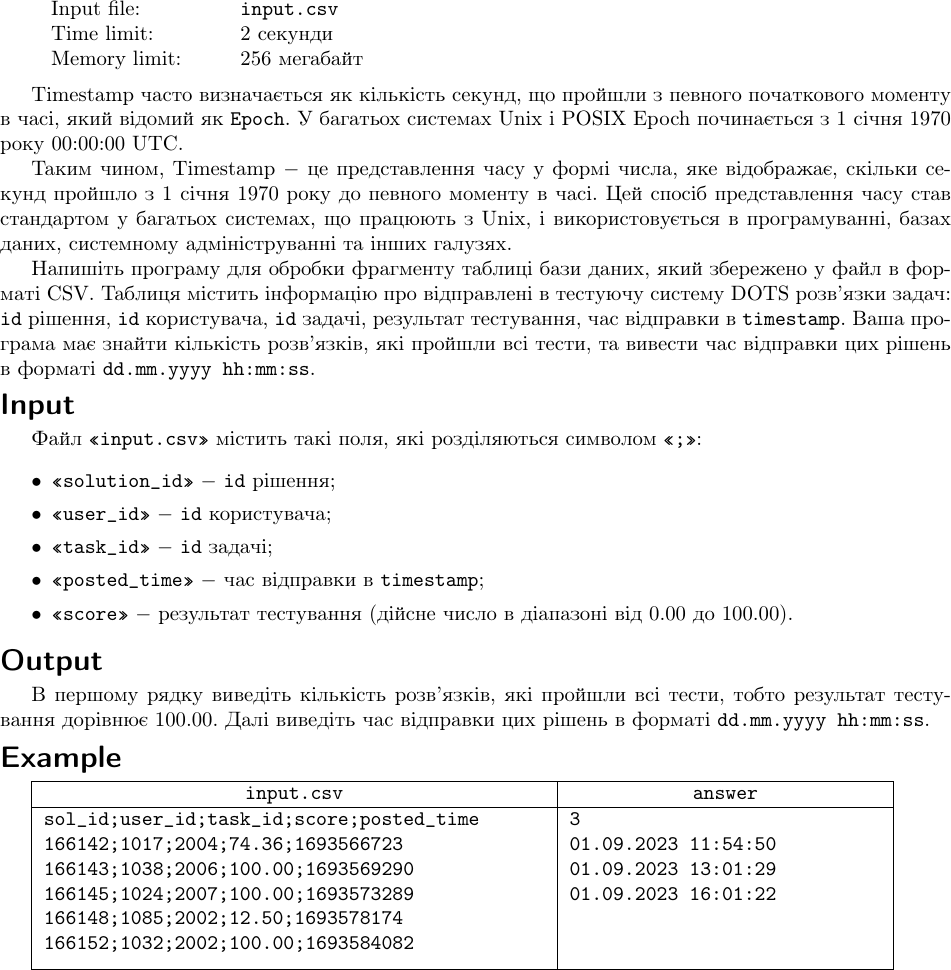 Input file: input.csv
Time limit: 2 секунди
Memory limit: 256 мегабайт
Timestamp часто визначається як кількість секунд, що пройшли з певного початкового моменту
в часі, який відомий як Epoch. У багатьох системах Unix і POSIX Epoch починається з 1 січня 1970
року 00:00:00 UTC.
Таким чином, Timestamp – це представлення часу у формі числа, яке відображає, скільки се-
кунд пройшло з 1 січня 1970 року до певного моменту в часі. Цей спосіб представлення часу став
стандартом у багатьох системах, що працюють з Unix, і використовується в програмуванні, базах
даних, системному адмініструванні та інших галузях.
Напишіть програму для обробки фрагменту таблиці бази даних, який збережено у файл в фор-
маті CSV. Таблиця містить інформацію про відправлені в тестуючу систему DOTS розв'язки задач:
id рішення, id користувача, id задачі, результат тестування, час відправки в timestamp. Ваша про-
грама має знайти кількість розв'язків, які пройшли всі тести, та вивести час відправки цих рішень
в форматі dd.mm.yyyy hh:mm:ss.
Input
Файл «input.csv» містить такі поля, які розділяються символом «;»:
• «solution_id» – id рішення;
• «user_id» – id користувача;
• «task_id» – id задачі;
• «posted_time» – час відправки в timestamp;
• «score» – результат тестування (дійсне число в діапазоні від 0.00 до 100.00).
Output
В першому рядку виведіть кількість розв'язків, які пройшли всі тести, тобто результат тесту-
вання дорівнює 100.00. Далі виведіть час відправки цих рішень в форматі dd.mm.yyyy hh:mm:ss.
Example
input.csv answer
sol_id;user_id;task_id;score;posted_time 3
166142;1017;2004;74.36;1693566723 01.09.2023 11:54:50
166143;1038;2006;100.00;1693569290 01.09.2023 13:01:29
166145;1024;2007;100.00;1693573289 01.09.2023 16:01:22
166148;1085;2002;12.50;1693578174
166152;1032;2002;100.00;1693584082